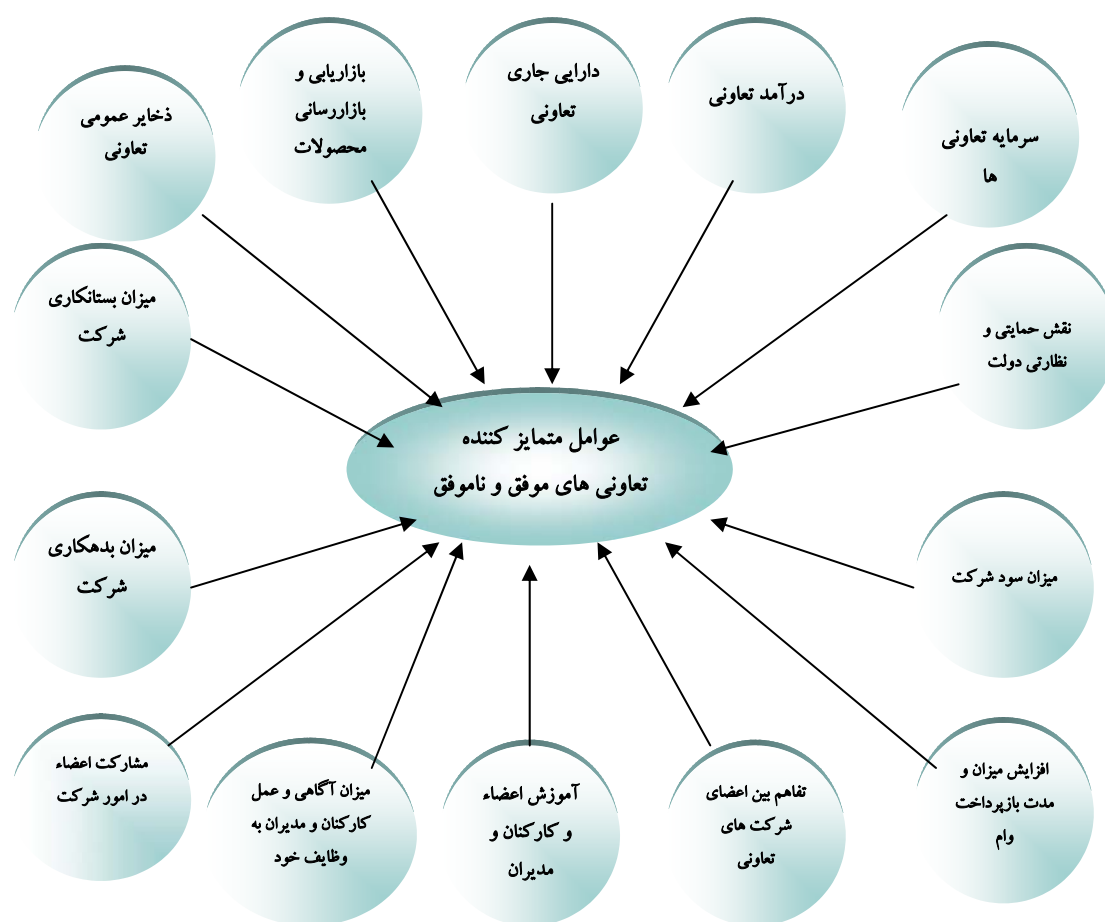 سرمایه تعاونی
ها
درآمد تعاونی
دارایی جاری
تعاونی
بازاریابی و
بازاررسانی
محصولات
ذخایر عمومی
تعاونی
نقش حمایتی و
نظارتی دولت
میزان بستانکاری
شرکت
عوامل متمایز کننده
تعاونی های موفق و ناموفق
میزان سود شرکت
میزان بدهکاری
شرکت
افزایش میزان و
مدت بازپرداخت
وام
تفاهم بین اعضای
شرکت های
تعاونی
آموزش اعضاء
و کارکنان و
مدیران
میزان آگاهی و عمل
کارکنان و مدیران به
وظایف خود
مشارکت اعضاء
در امور شرکت